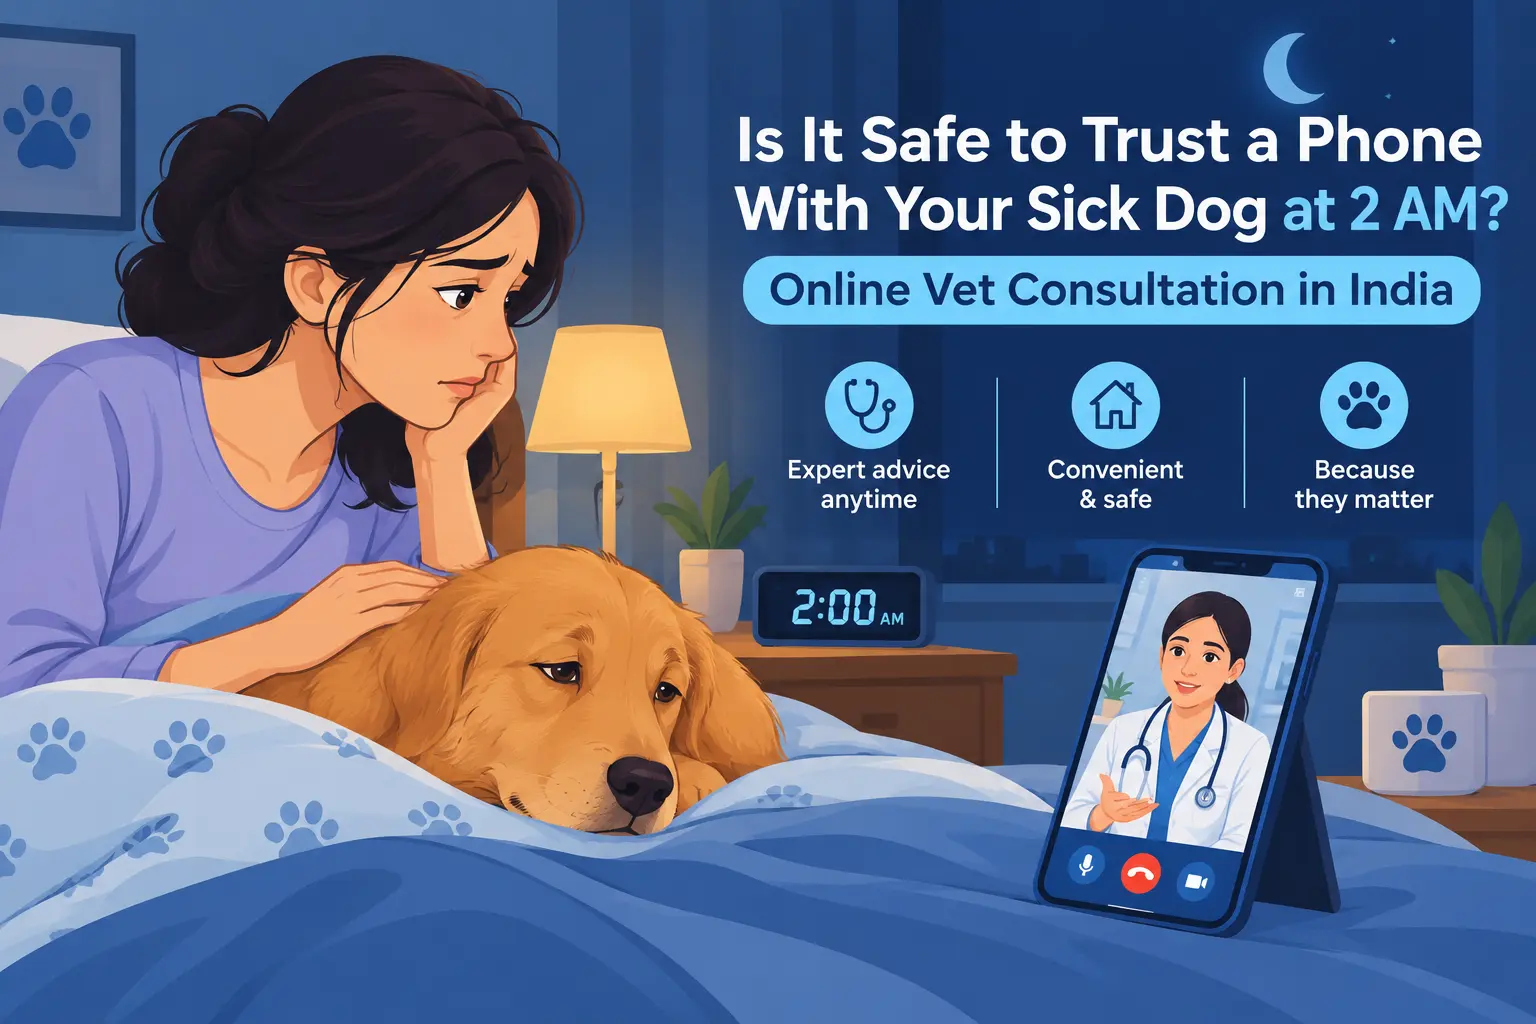 Is It Safe to Trust a Phone
With Your Sick Dog at 2 AM?
Online Vet Consultation in India
Expert advice
anytime
Convenient
& safe
Because
they matter
2:00 AM